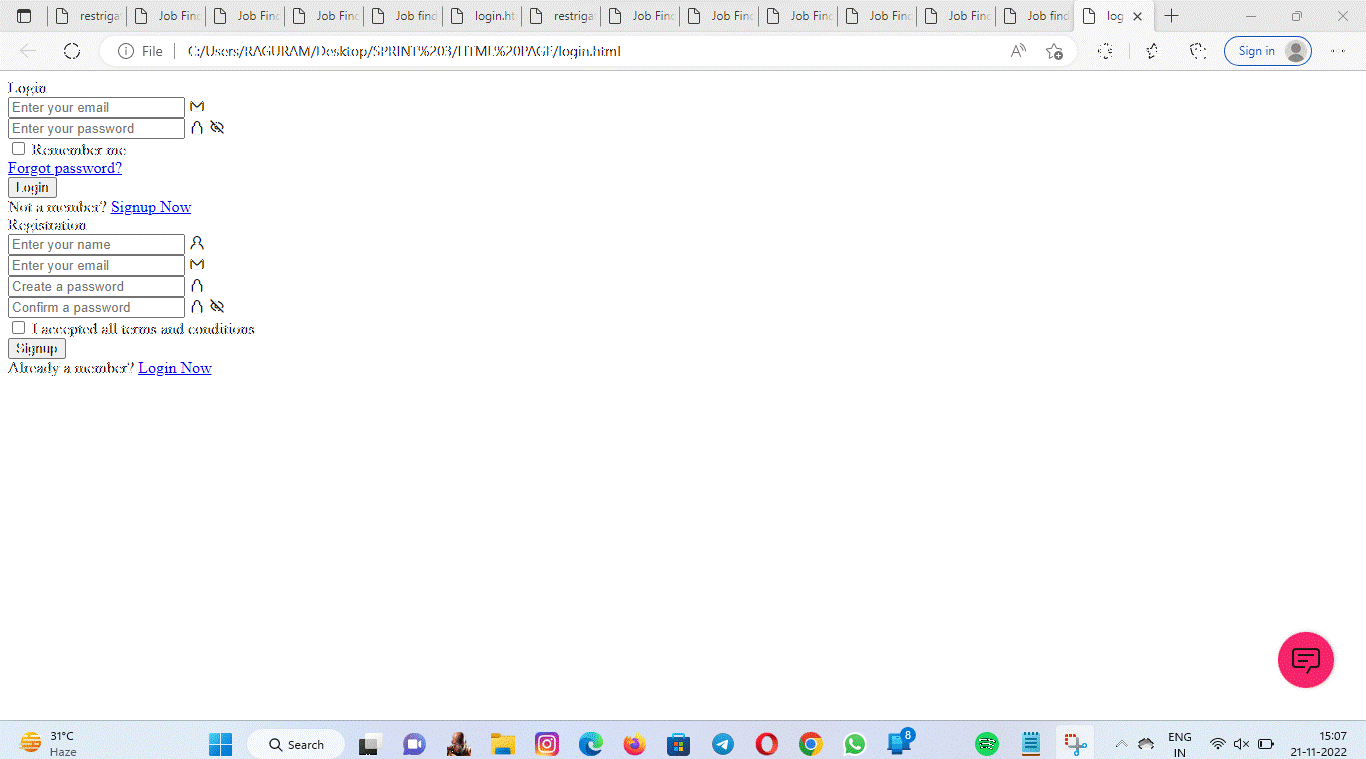 restriga Job Finc Job Finc Job Finc Job find login.ht restriga Job Finc Job Finc Job Finc Job Finc Job Finc Job find log
File C:/Users/RAGURAM/Desktop/SPRINT%203/HTML%20PAGE/login.html Sign in
Login
Enter your email
Enter your password
Remember me
Forgot password?
Login
Not a member? Signup Now
Registration
Enter your name
Enter your email
Create a password
Confirm a password
I accepted all terms and conditions
Signup
Already a member? Login Now
31°C
Haze
Search
8
ENG
IN
15:07
21-11-2022